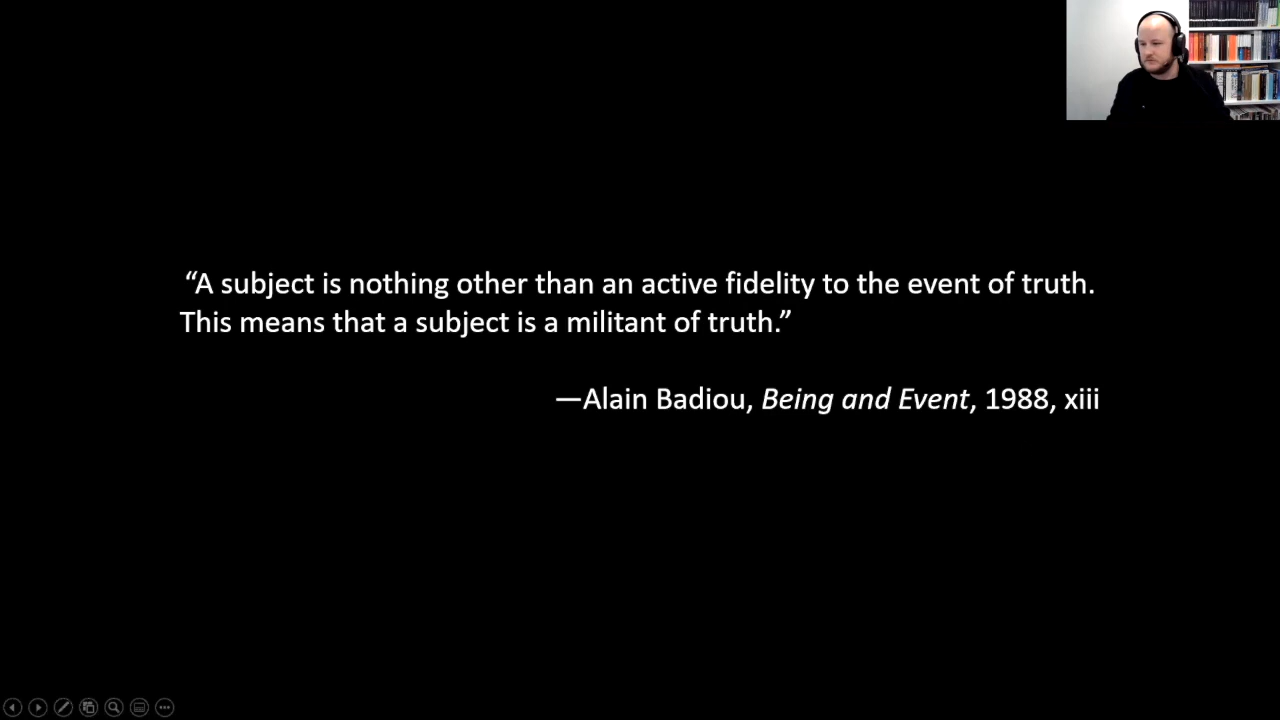 “A subject is nothing other than an active fidelity to the event of truth.
This means that a subject is a militant of truth.”
—Alain Badiou, Being and Event, 1988, xiii